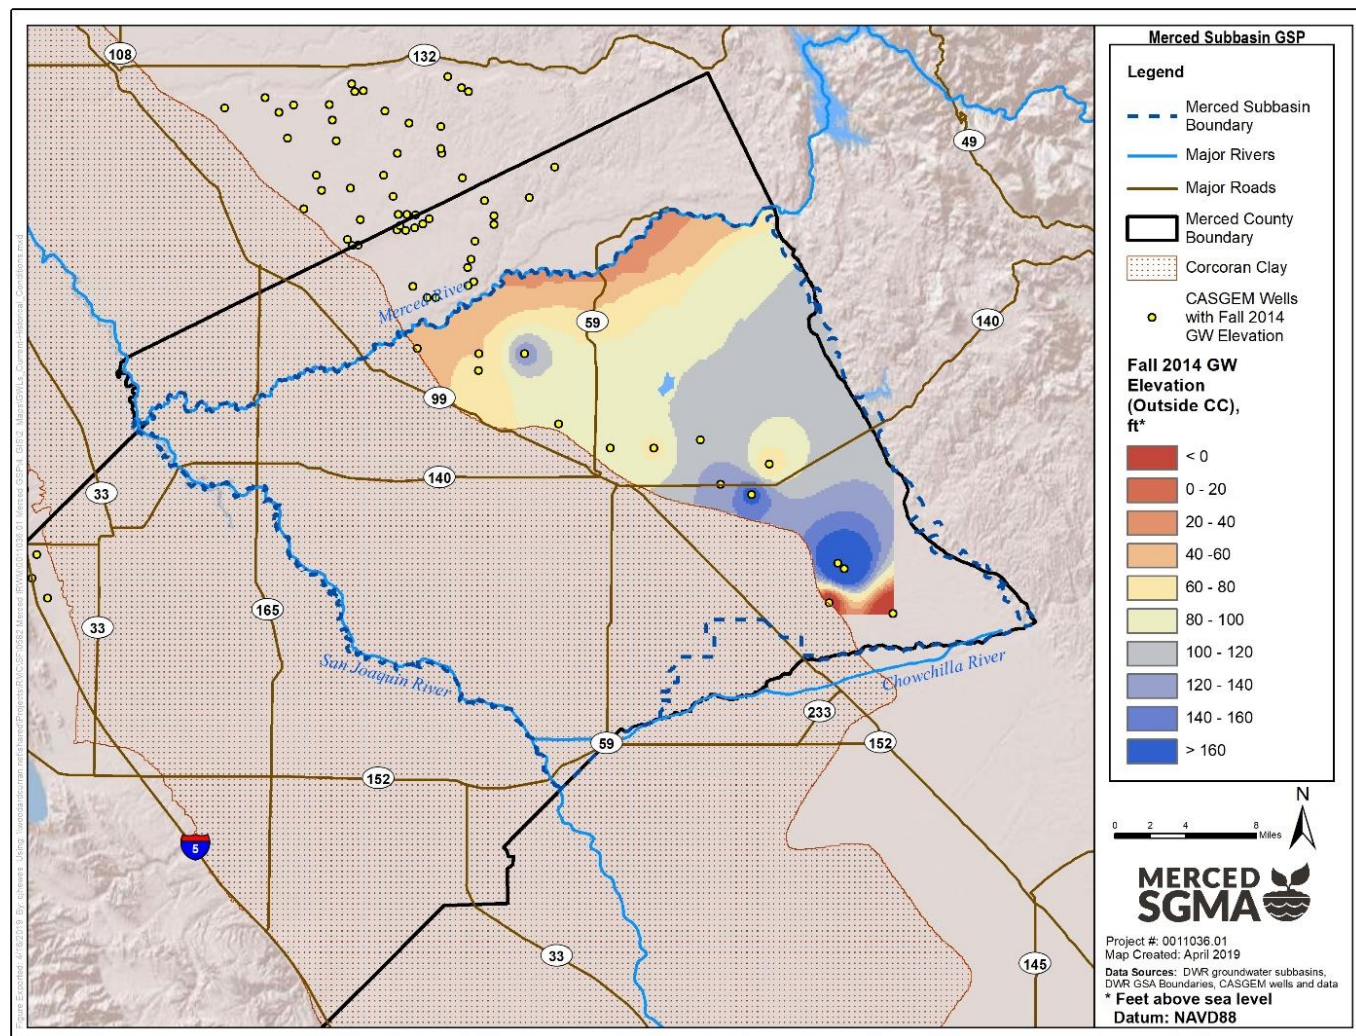 Merced Subbasin GSP
Legend
Merced Subbasin
Boundary
Major Rivers
Major Roads
Merced County
Boundary
Corcoran Clay
CASGEM Wells
with Fall 2014
GW Elevation
Fall 2014 GW
Elevation
(Outside CC),
ft*
< 0
0 - 20
20 - 40
40 -60
60 - 80
80 - 100
100 - 120
120 - 140
140 - 160
> 160
N
0 2 4 8 Miles
MERCED
SGMA
Project #: 0011036.01
Map Created: April 2019
Data Sources: DWR groundwater subbasins,
DWR GSA Boundaries, CASGEM wells and data
* Feet above sea level
Datum: NAVD88
108
132
49
Merced River
59
140
99
140
33
165
33
San Joaquin River
Chowchilla River
233
59
152
152
5
33
145